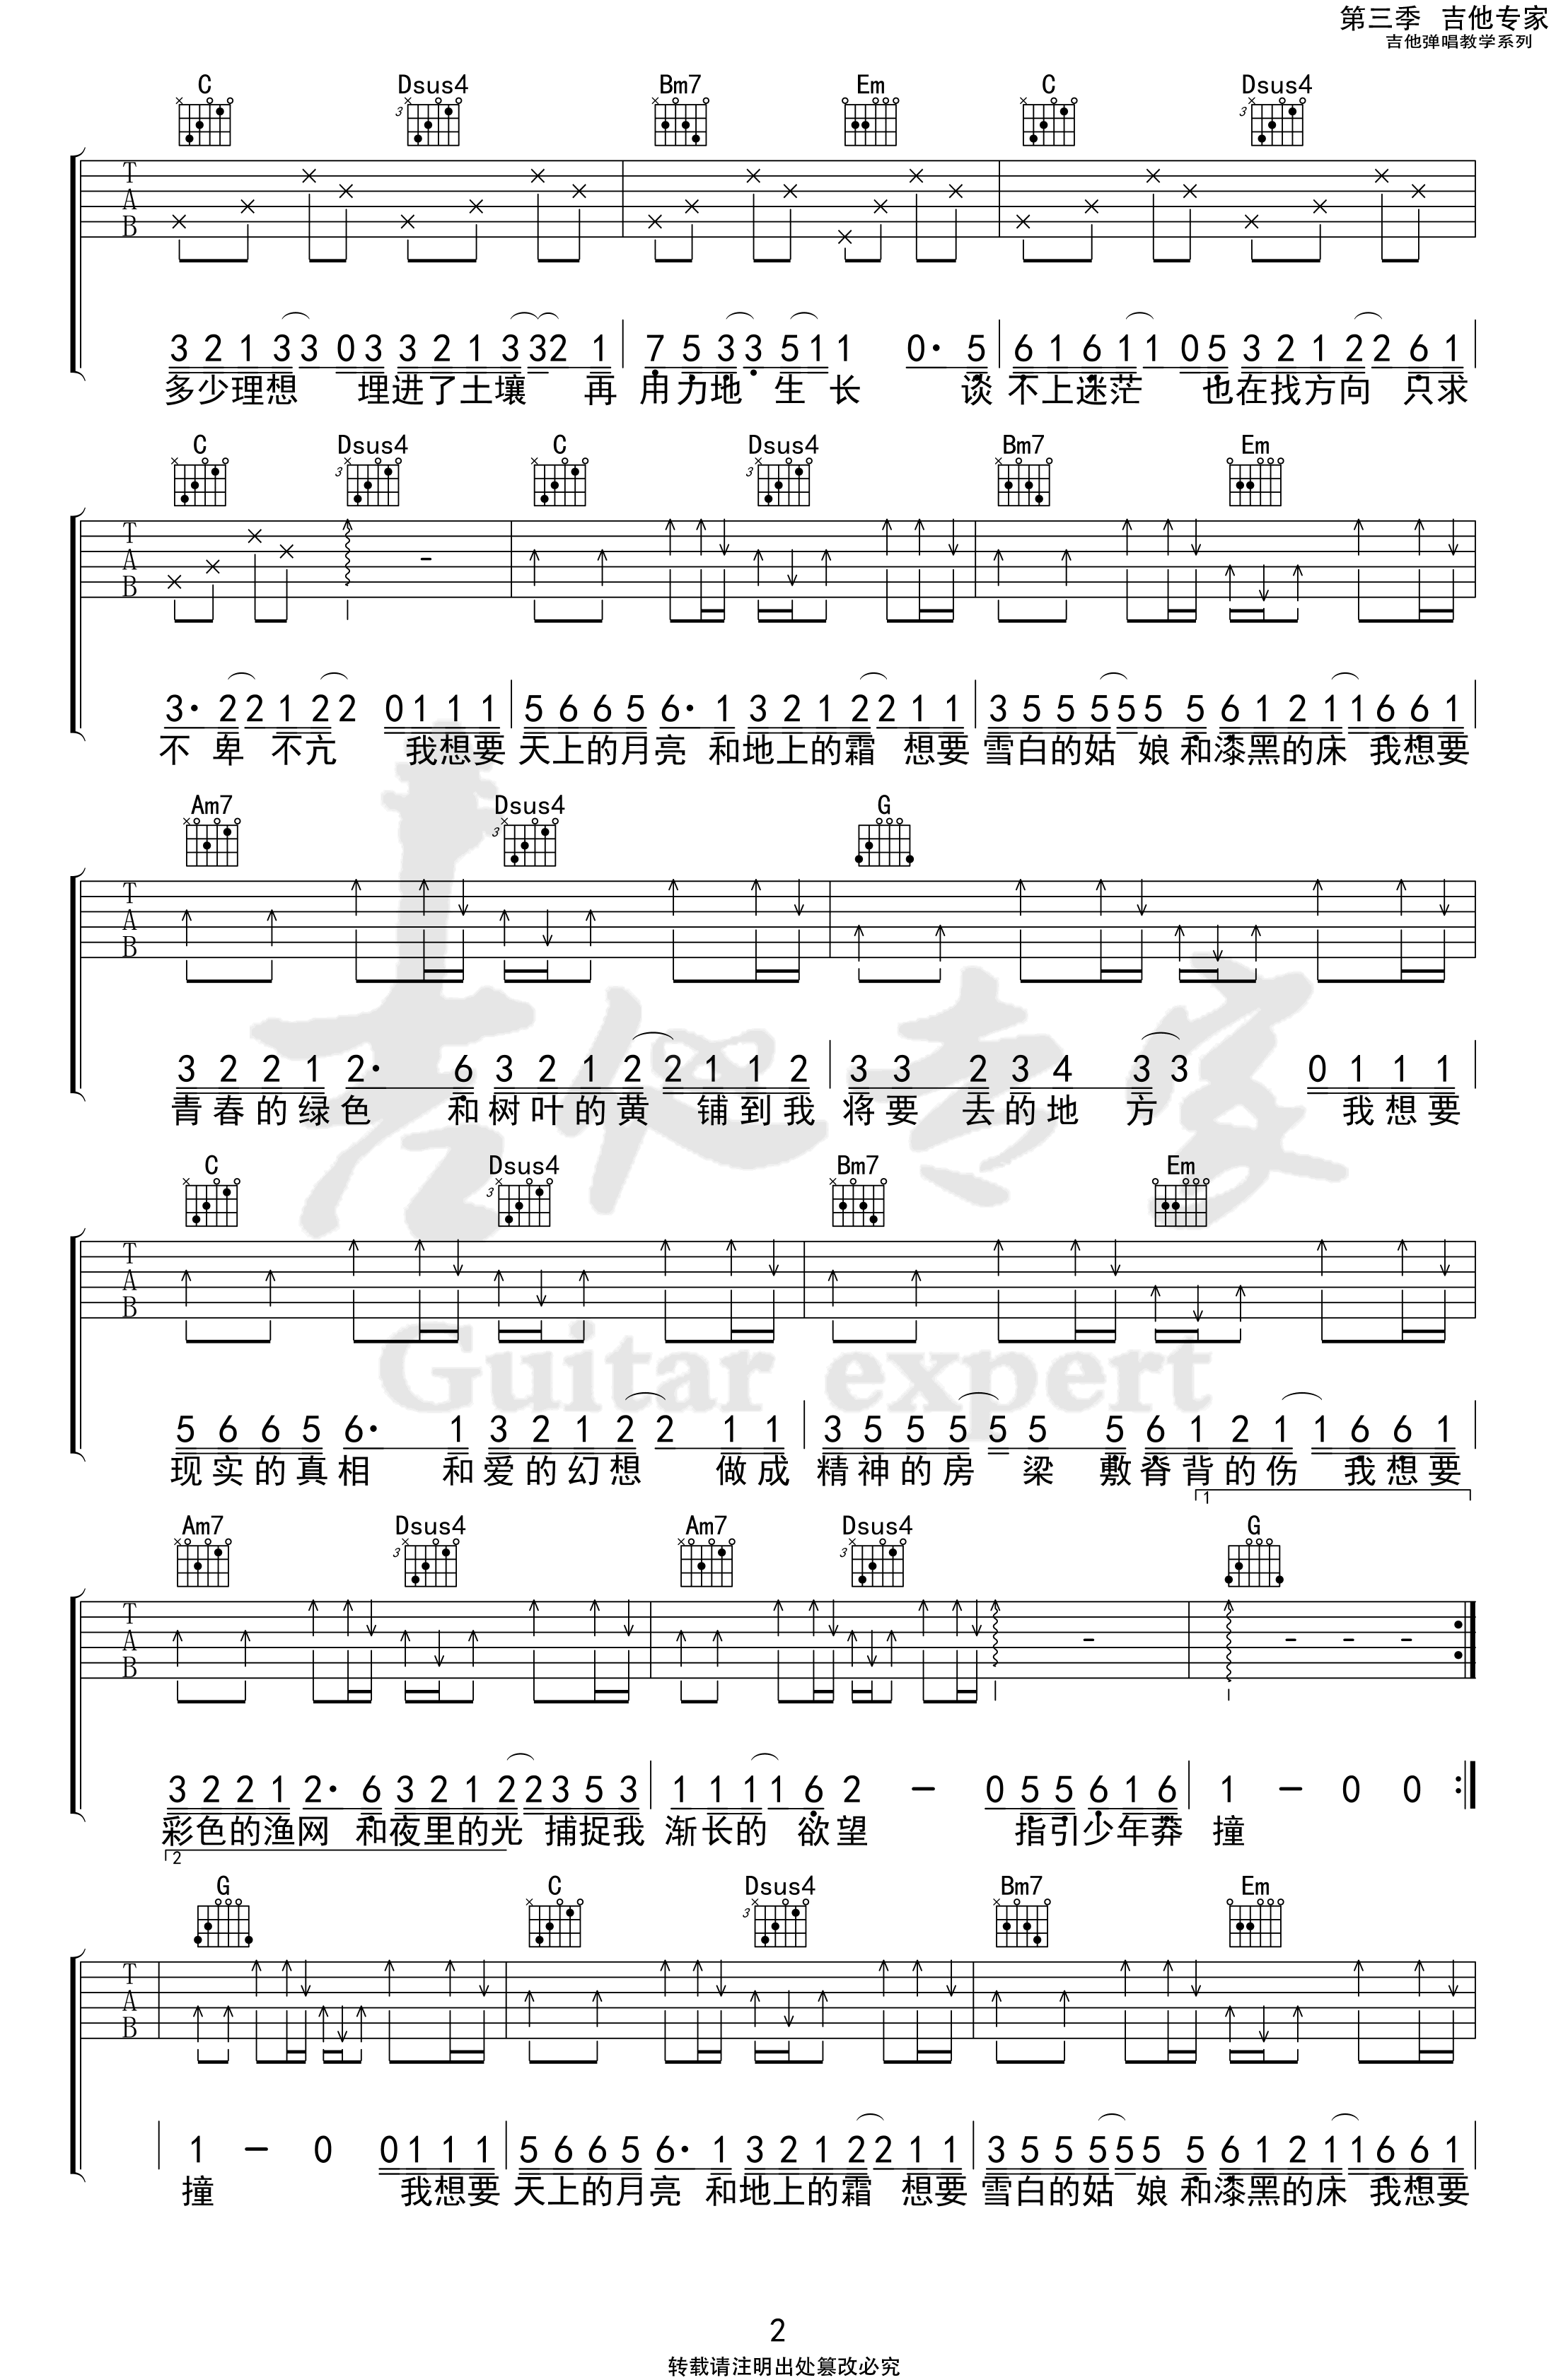 第三季 吉他专家
吉他弹唱教学系列
C Dsus4 Bm7 Em C Dsus4
3 3
T
A
B
3 2 1 3 3 0 3 3 2 1 3 3 2 1 7 5 3 3 5 1 1 0· 5 6 1 6 1 1 0 5 3 2 1 2 2 6 1
多少理想 埋进了土壤 再 用力地 生 长 谈 不上迷茫 也在找方向 只求
C Dsus4 C Dsus4 Bm7 Em
3 3
T
A
B
3· 2 2 1 2 2 0 1 1 1 5 6 6 5 6· 1 3 2 1 2 2 1 1 3 5 5 5 5 5 5 6 1 2 1 1 6 6 1
不 卑 不亢 我想要 天上的月亮 和地上的霜 想要 雪白的姑 娘 和漆黑的床 我想要
Am7 Dsus4 G
3
T
A
B
3 2 2 1 2· 6 3 2 1 2 2 1 1 2 3 3 2 3 4 3 3 0 1 1 1
青春的绿色 和树叶的黄 铺到我 将要 去的地 方 我想要
吉他专家
C Dsus4 Bm7 Em
3
T
A
B
Guitar expert
5 6 6 5 6· 1 3 2 1 2 2 1 1 3 5 5 5 5 5 5 6 1 2 1 1 6 6 1
现实的真相 和爱的幻想 做成 精神的房 梁 敷脊背的伤 我想要
1
Am7 Dsus4 Am7 Dsus4 G
3 3
T
A
B
3 2 2 1 2· 6 3 2 1 2 2 3 5 3 1 1 1 1 6 2 – 0 5 5 6 1 6 1 – 0 0
彩色的渔网 和夜里的光 捕捉我 渐长的 欲望 指引少年莽 撞
2
G C Dsus4 Bm7 Em
3
T
A
B
1 – 0 0 1 1 1 5 6 6 5 6· 1 3 2 1 2 2 1 1 3 5 5 5 5 5 5 6 1 2 1 1 6 6 1
撞 我想要 天上的月亮 和地上的霜 想要 雪白的姑 娘 和漆黑的床 我想要
2
转载请注明出处篡改必究